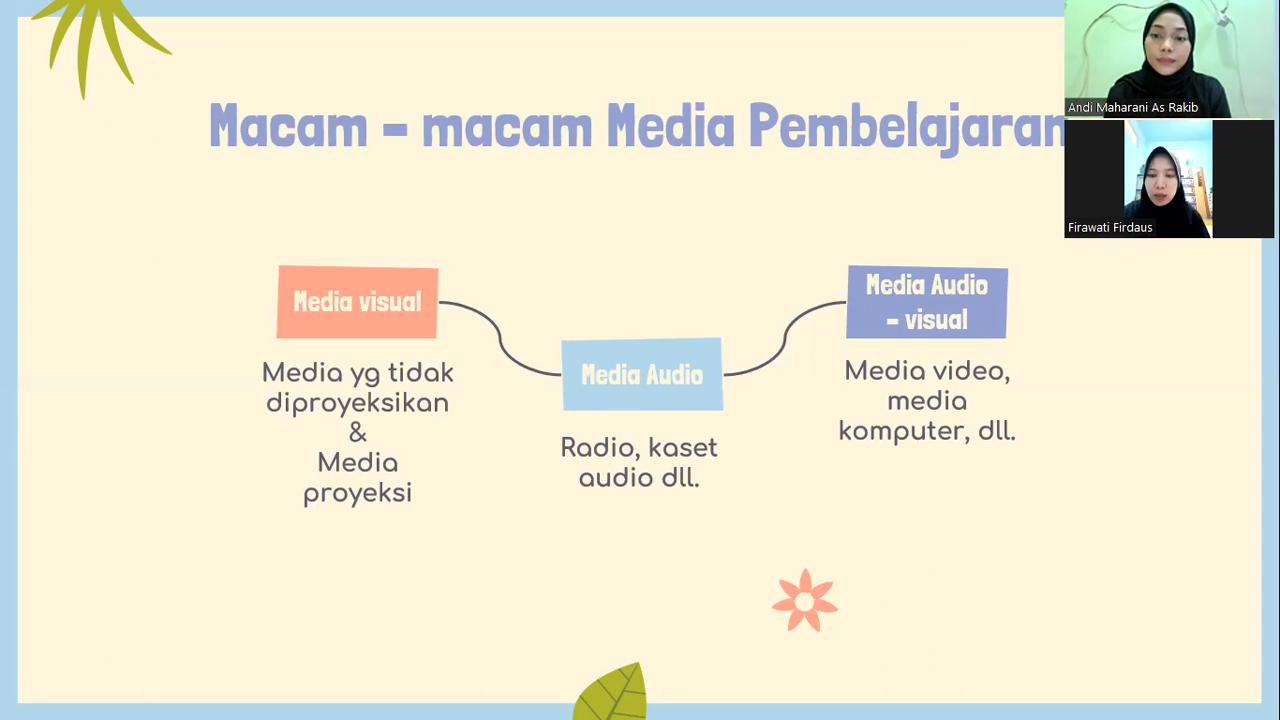 Macam - macam Media Pembelajaran
Media visual
Media yg tidak
diproyeksikan
&
Media
proyeksi
Media Audio
Radio, kaset
audio dll.
Media Audio
- visual
Media video,
media
komputer, dll.
Andi Maharani As Rakib
Firawati Firdaus